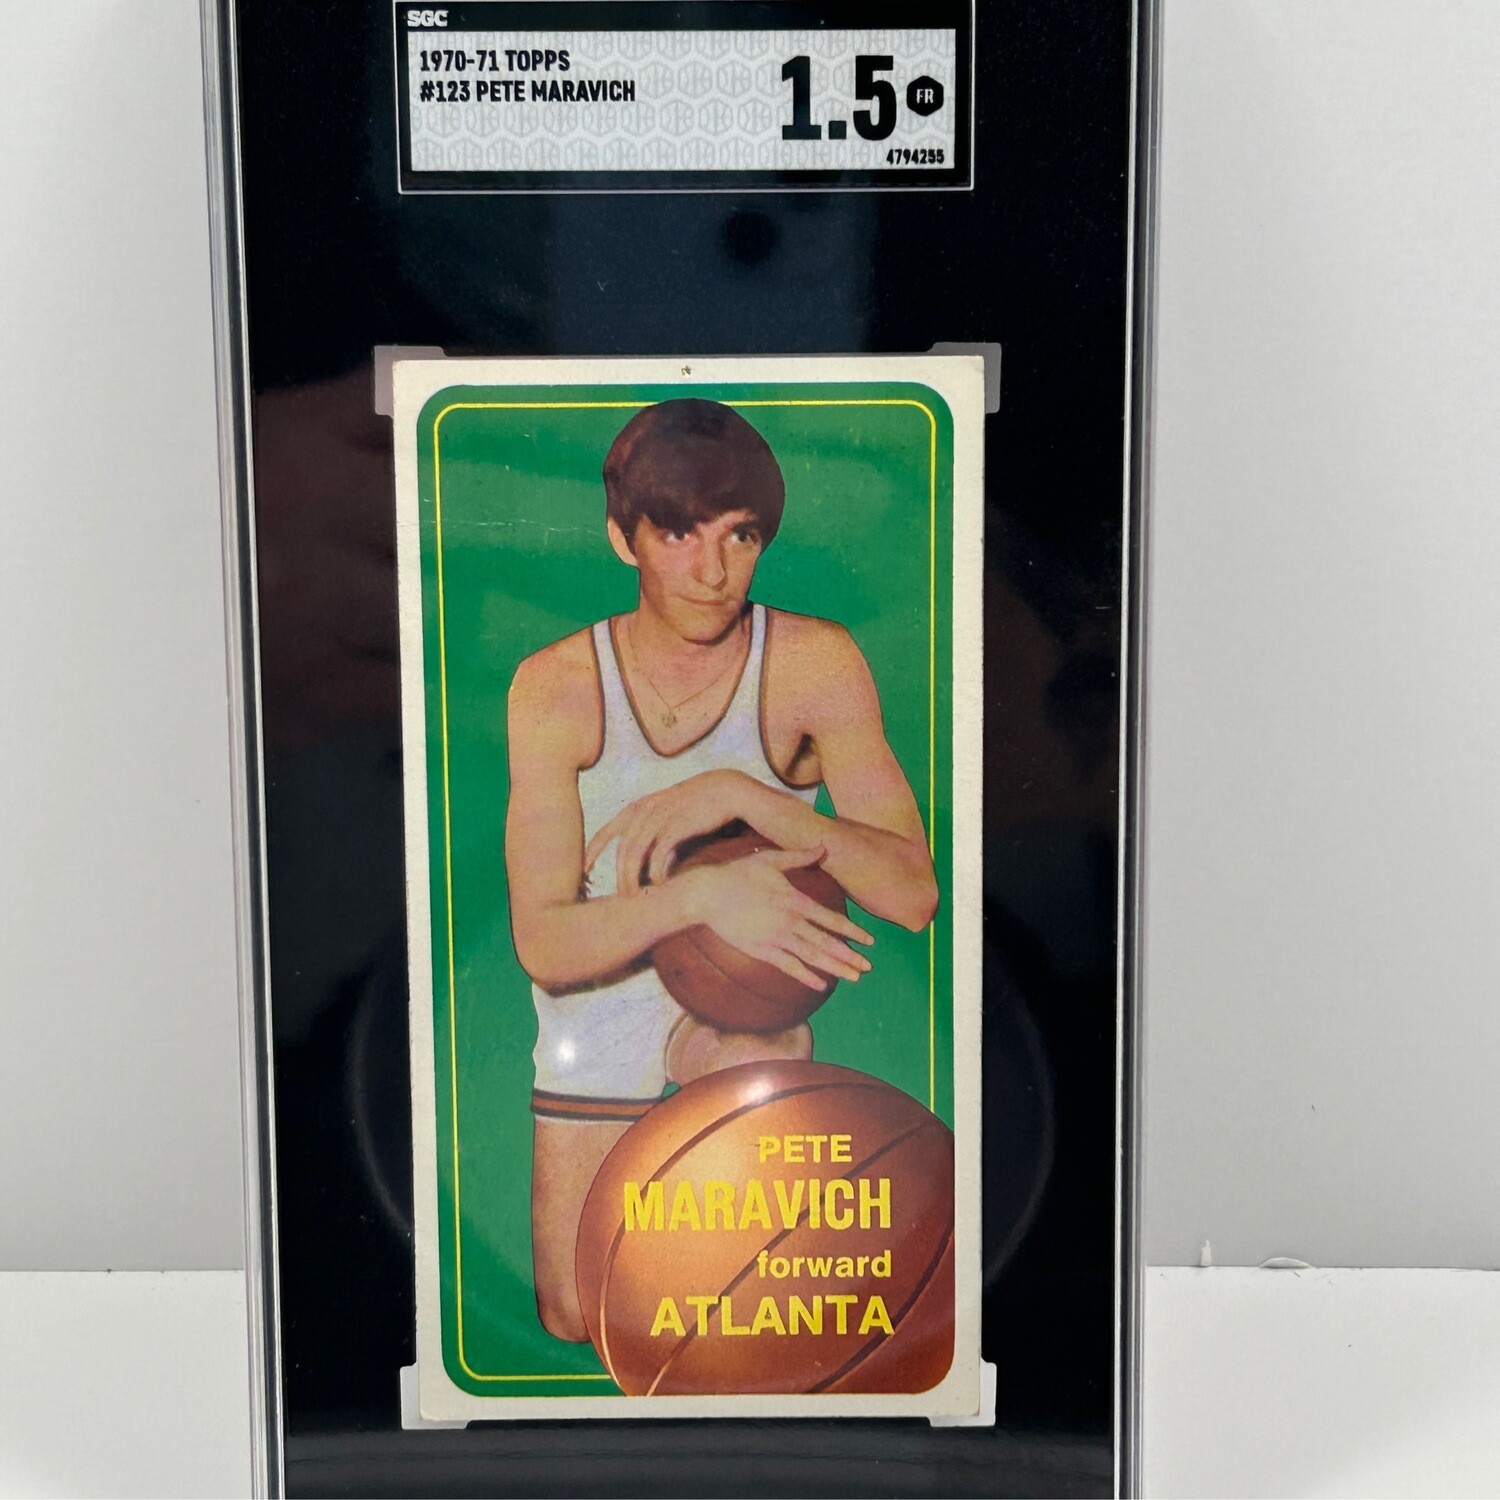 SGC
1970-71 TOPPS
#123 PETE MARAVICH
1.5 FR
4794255
PETE
MARAVICH
forward
ATLANTA